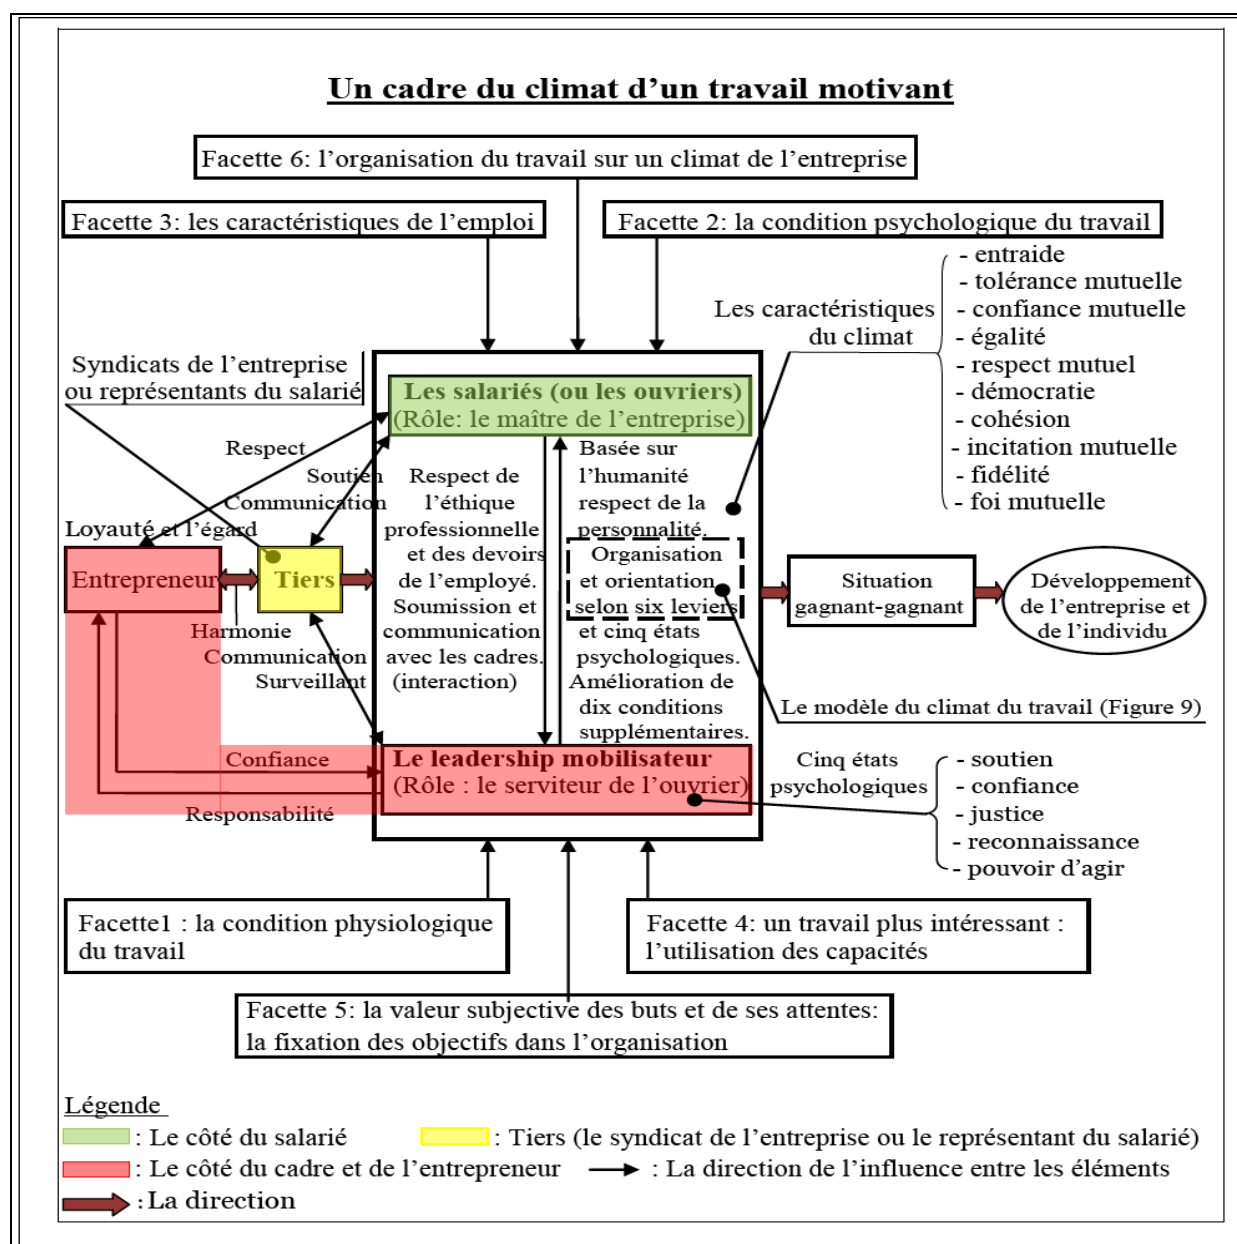 Un cadre du climat d’un travail motivant
Facette 6: l’organisation du travail sur un climat de l’entreprise
Facette 3: les caractéristiques de l’emploi
Facette 2: la condition psychologique du travail
Les caractéristiques
du climat
- entraide
- tolérance mutuelle
- confiance mutuelle
- égalité
- respect mutuel
- démocratie
- cohésion
- incitation mutuelle
- fidélité
- foi mutuelle
Syndicats de l’entreprise
ou représentants du salarié
Les salariés (ou les ouvriers)
(Rôle: le maître de l’entreprise)
Respect
Soutien
Communication
Loyauté et l’égard
Entrepreneur
Tiers
Harmonie
Communication
Surveillant
Respect de
l’éthique
professionnelle
et des devoirs
de l’employé.
Soumission et
communication
avec les cadres.
(interaction)
Basée sur
l’humanité
respect de la
personnalité.
Organisation
et orientation
selon six leviers
et cinq états
psychologiques.
Amélioration de
dix conditions
supplémentaires.
Situation
gagnant-gagnant
Développement
de l’entreprise et
de l’individu
Le modèle du climat du travail (Figure 9)
Confiance
Responsabilité
Le leadership mobilisateur
(Rôle : le serviteur de l’ouvrier)
Cinq états
psychologiques
- soutien
- confiance
- justice
- reconnaissance
- pouvoir d’agir
Facette1 : la condition physiologique
du travail
Facette 4: un travail plus intéressant :
l’utilisation des capacités
Facette 5: la valeur subjective des buts et de ses attentes:
la fixation des objectifs dans l’organisation
Légende
: Le côté du salarié
: Tiers (le syndicat de l’entreprise ou le représentant du salarié)
: Le côté du cadre et de l’entrepreneur
: La direction de l’influence entre les éléments
: La direction